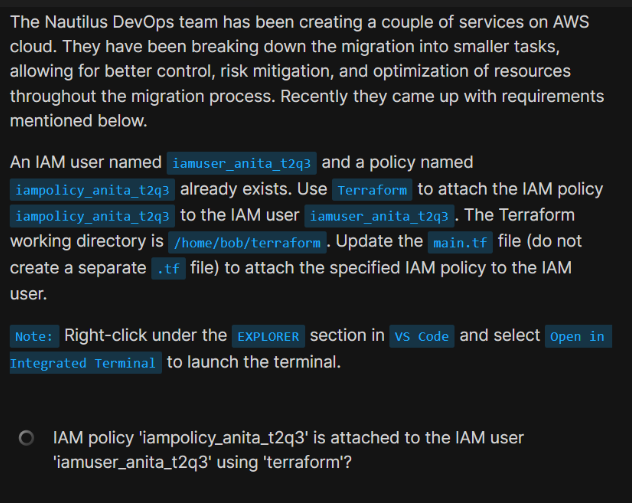 The Nautilus DevOps team has been creating a couple of services on AWS
cloud. They have been breaking down the migration into smaller tasks,
allowing for better control, risk mitigation, and optimization of resources
throughout the migration process. Recently they came up with requirements
mentioned below.
An IAM user named iamuser_anita_t2q3 and a policy named
iampolicy_anita_t2q3 already exists. Use Terraform to attach the IAM policy
iampolicy_anita_t2q3 to the IAM user iamuser_anita_t2q3 . The Terraform
working directory is /home/bob/terraform . Update the main.tf file (do not
create a separate .tf file) to attach the specified IAM policy to the IAM
user.
Note: Right-click under the EXPLORER section in VS Code and select Open in
Integrated Terminal to launch the terminal.
IAM policy 'iampolicy_anita_t2q3' is attached to the IAM user
'iamuser_anita_t2q3' using 'terraform'?